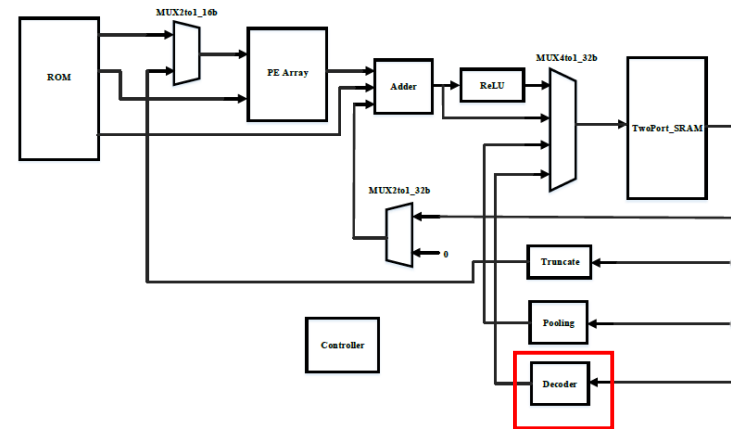 MUX2to1_16b
ROM
PE Array
Adder
ReLU
MUX4to1_32b
TwoPort_SRAM
MUX2to1_32b
0
Truncate
Pooling
Controller
Decoder